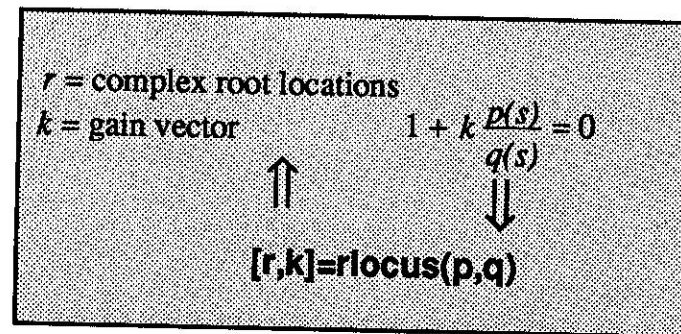 r = complex root locations
k = gain vector
1 + k p(s)/q(s) = 0
⇑ ⇓
[r,k]=rlocus(p,q)